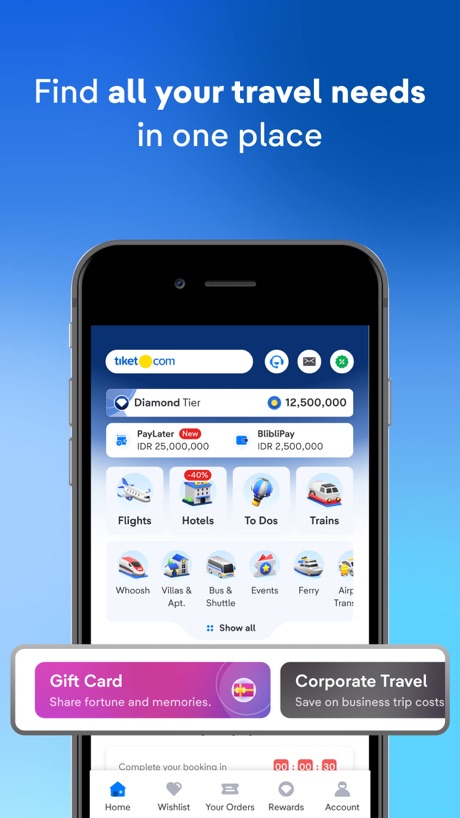 Find all your travel needs
in one place
tiket.com
Diamond Tier
12,500,000
PayLater New
IDR 25,000,000
BlibliPay
IDR 2,500,000
-40%
Flights
Hotels
To Dos
Trains
Whoosh
Villas &
Apt.
Bus &
Shuttle
Events
Ferry
Show all
Gift Card
Share fortune and memories.
Corporate Travel
Save on business trip costs
Complete your booking in
00 : 00 : 30
Home
Wishlist
Your Orders
Rewards
Account